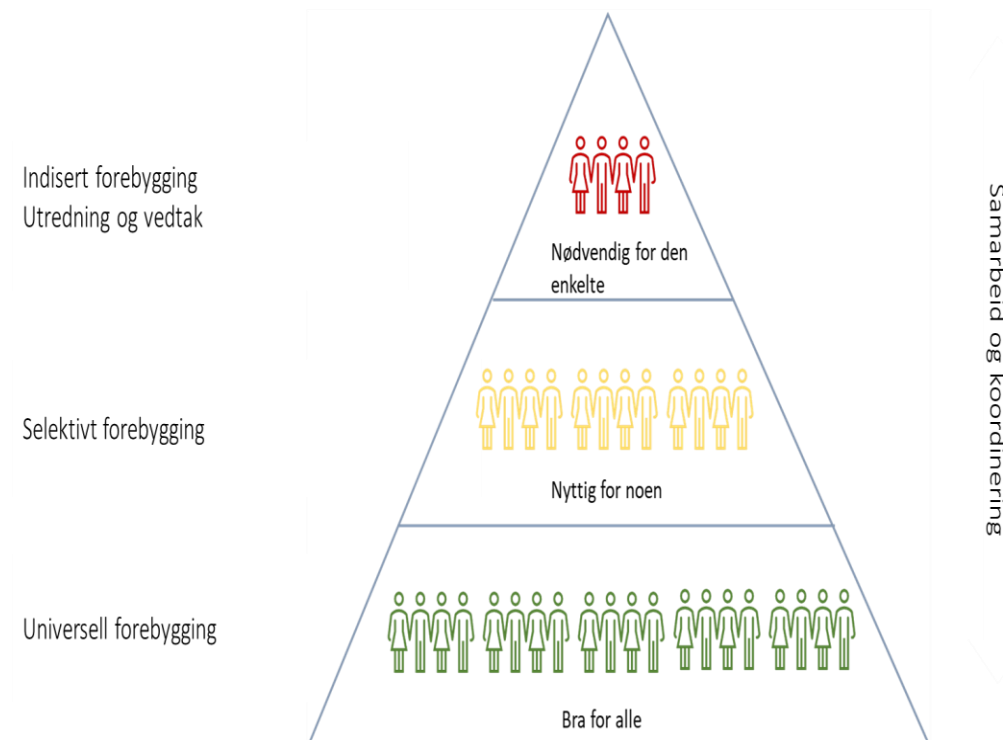 Indisert forebygging
Utredning og vedtak
Nødvendig for den
enkelte
Selektivt forebygging
Nyttig for noen
Universell forebygging
Bra for alle
Samarbeid og koordinering